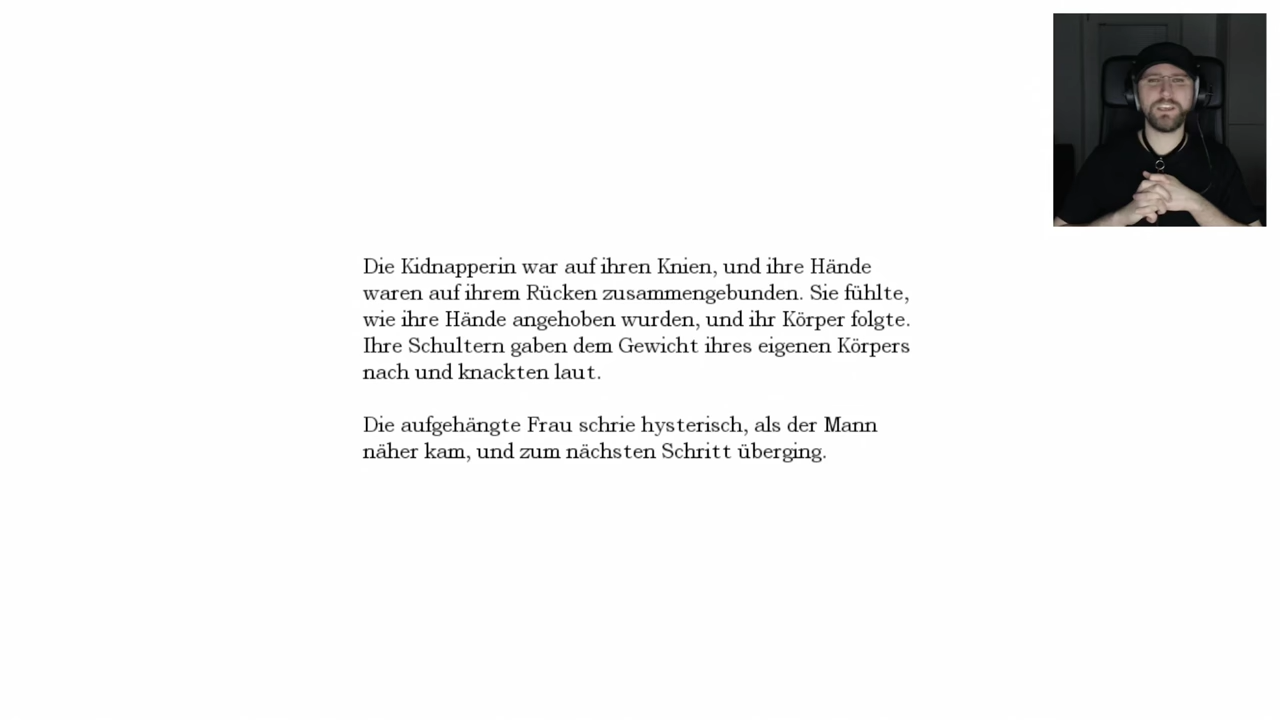 Die Kidnapperin war auf ihren Knien, und ihre Hände
waren auf ihrem Rücken zusammengebunden. Sie fühlte,
wie ihre Hände angehoben wurden, und ihr Körper folgte.
Ihre Schultern gaben dem Gewicht ihres eigenen Körpers
nach und knackten laut.
Die aufgehängte Frau schrie hysterisch, als der Mann
näher kam, und zum nächsten Schritt überging.